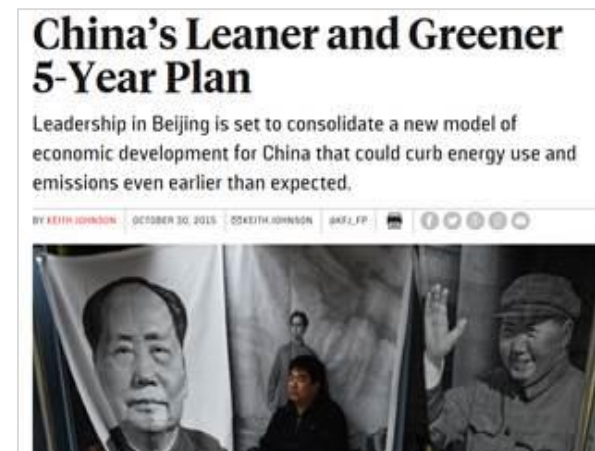 China's Leaner and Greener
5-Year Plan
Leadership in Beijing is set to consolidate a new model of
economic development for China that could curb energy use and
emissions even earlier than expected.
BY KEITH JOHNSON OCTOBER 30, 2015 KEITH.JOHNSON @KFJ_FP